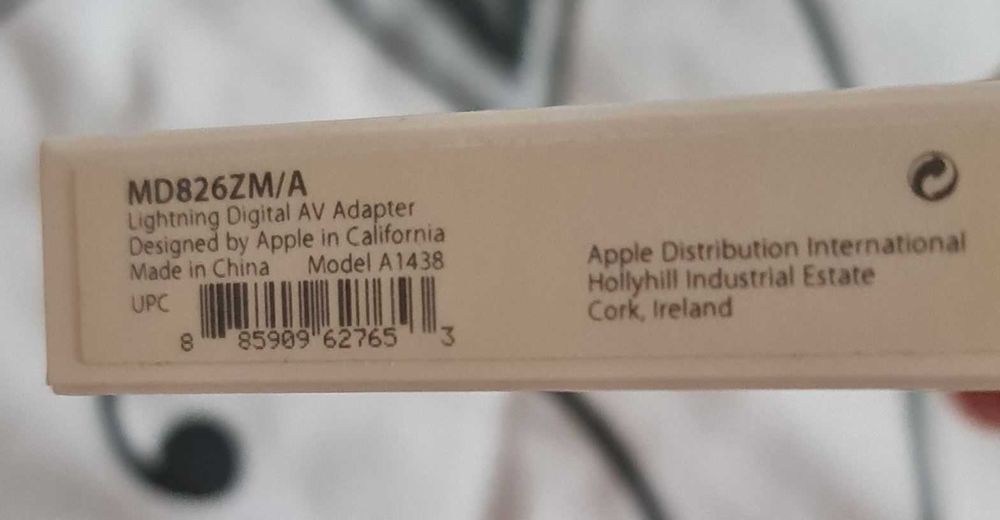 MD826ZM/A
Lightning Digital AV Adapter
Designed by Apple in California
Made in China Model A1438
UPC
8 85909 62765 3
Apple Distribution International
Hollyhill Industrial Estate
Cork, Ireland